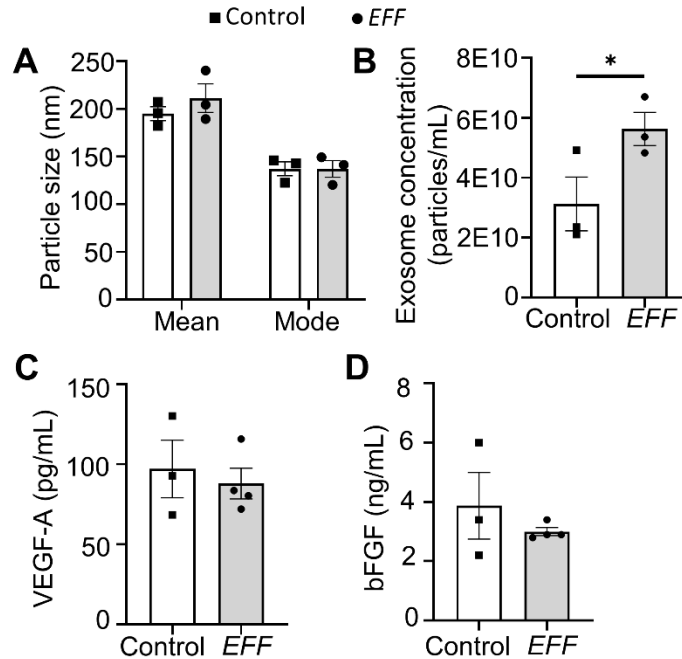 Control EFF
A
Particle size (nm)
250
200
150
100
50
0
Mean Mode
B
*
Exosome concentration
(particles/mL)
8E10
6E10
4E10
2E10
0
Control EFF
C
VEGF-A (pg/mL)
150
100
50
0
Control EFF
D
bFGF (ng/mL)
8
6
4
2
0
Control EFF